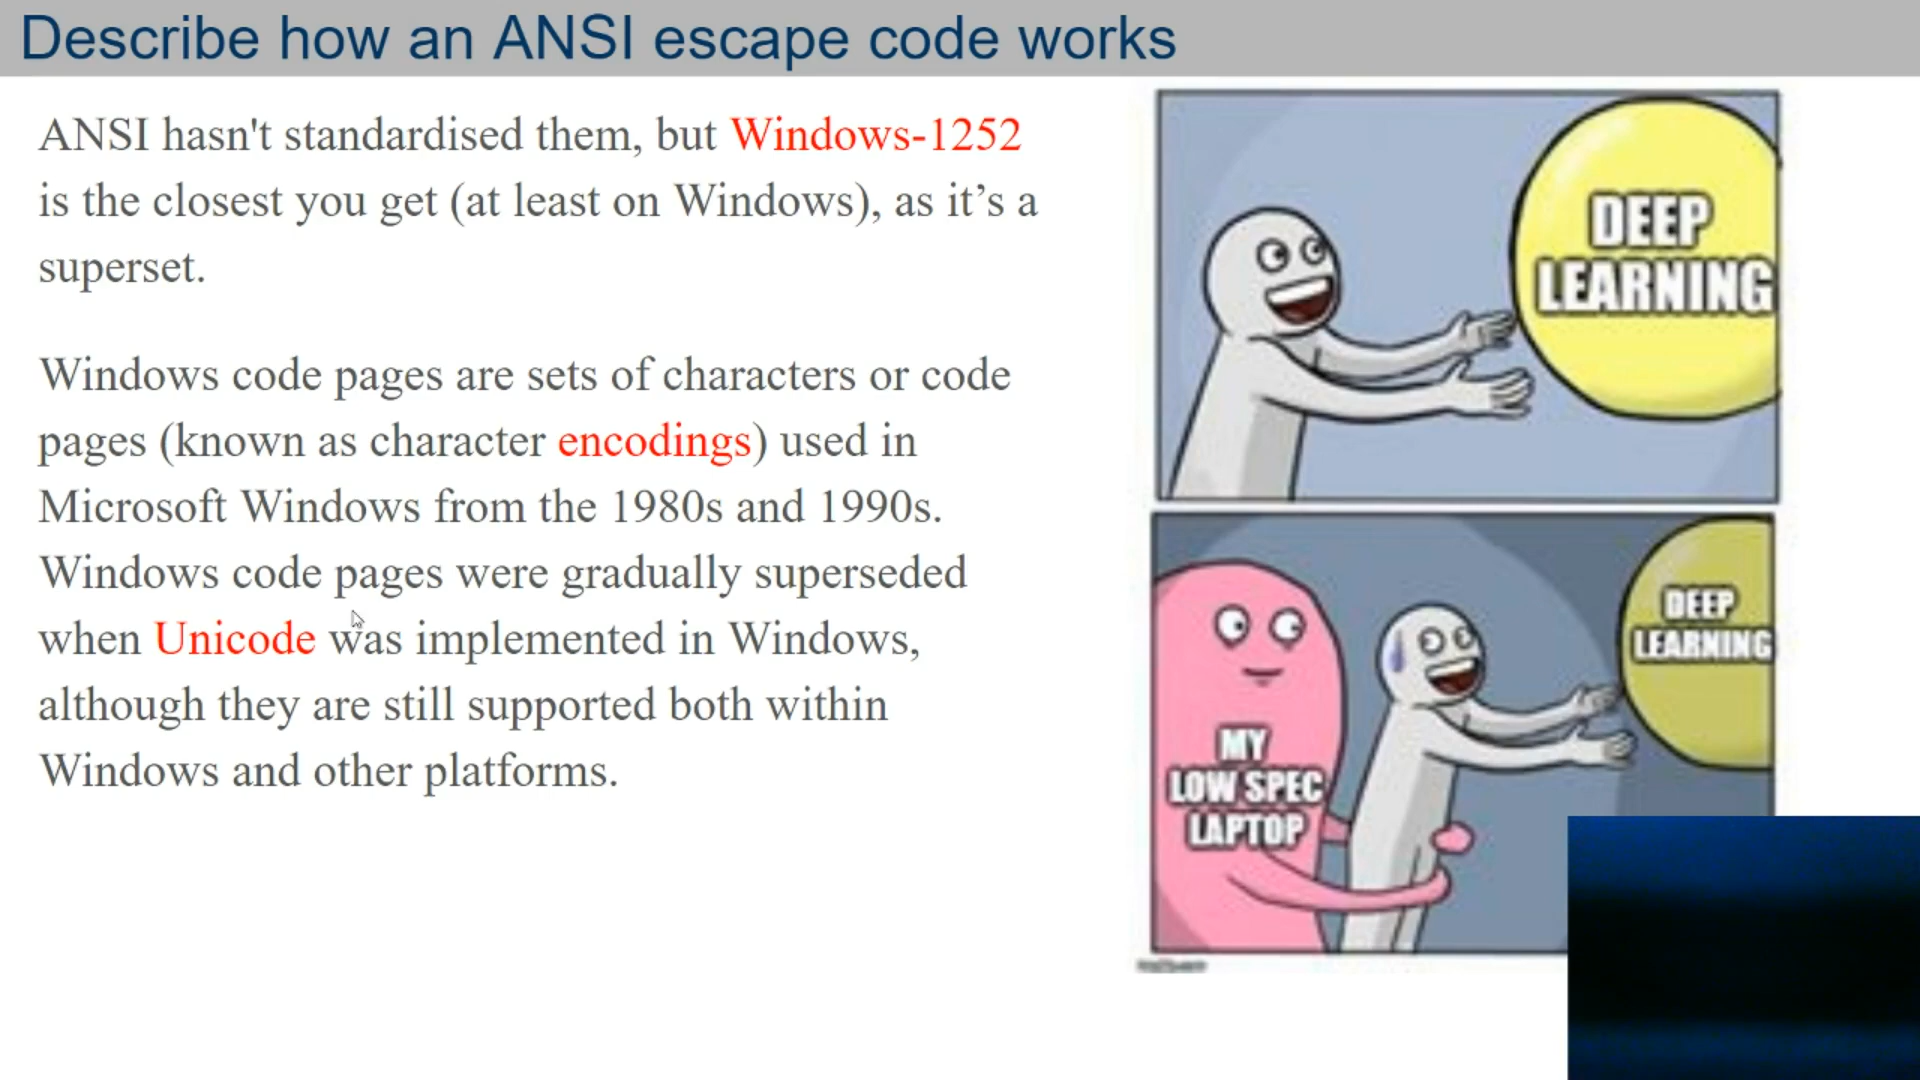 Describe how an ANSI escape code works
ANSI hasn't standardised them, but Windows-1252
is the closest you get (at least on Windows), as it’s a
superset.
Windows code pages are sets of characters or code
pages (known as character encodings) used in
Microsoft Windows from the 1980s and 1990s.
Windows code pages were gradually superseded
when Unicode was implemented in Windows,
although they are still supported both within
Windows and other platforms.
DEEP
LEARNING
DEEP
LEARNING
MY
LOW SPEC
LAPTOP